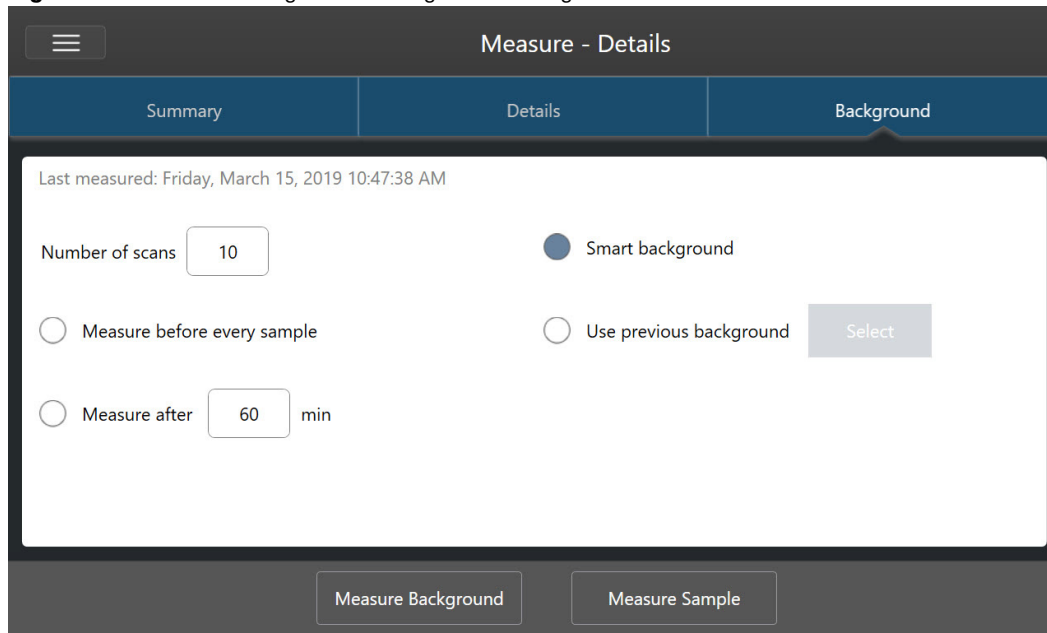 Measure - Details
Summary Details Background
Last measured: Friday, March 15, 2019 10:47:38 AM
Number of scans 10 Smart background
Measure before every sample Use previous background Select
Measure after 60 min
Measure Background Measure Sample